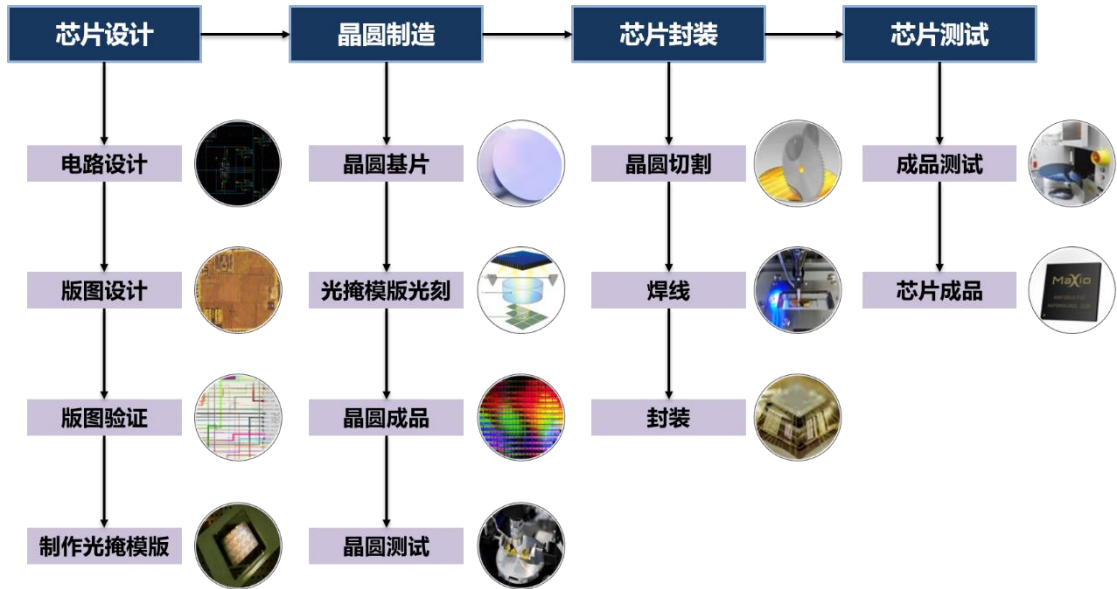 芯片设计
晶圆制造
芯片封装
芯片测试
电路设计
晶圆基片
晶圆切割
成品测试
版图设计
光掩模版光刻
焊线
芯片成品
MaXio
版图验证
晶圆成品
封装
制作光掩模版
晶圆测试